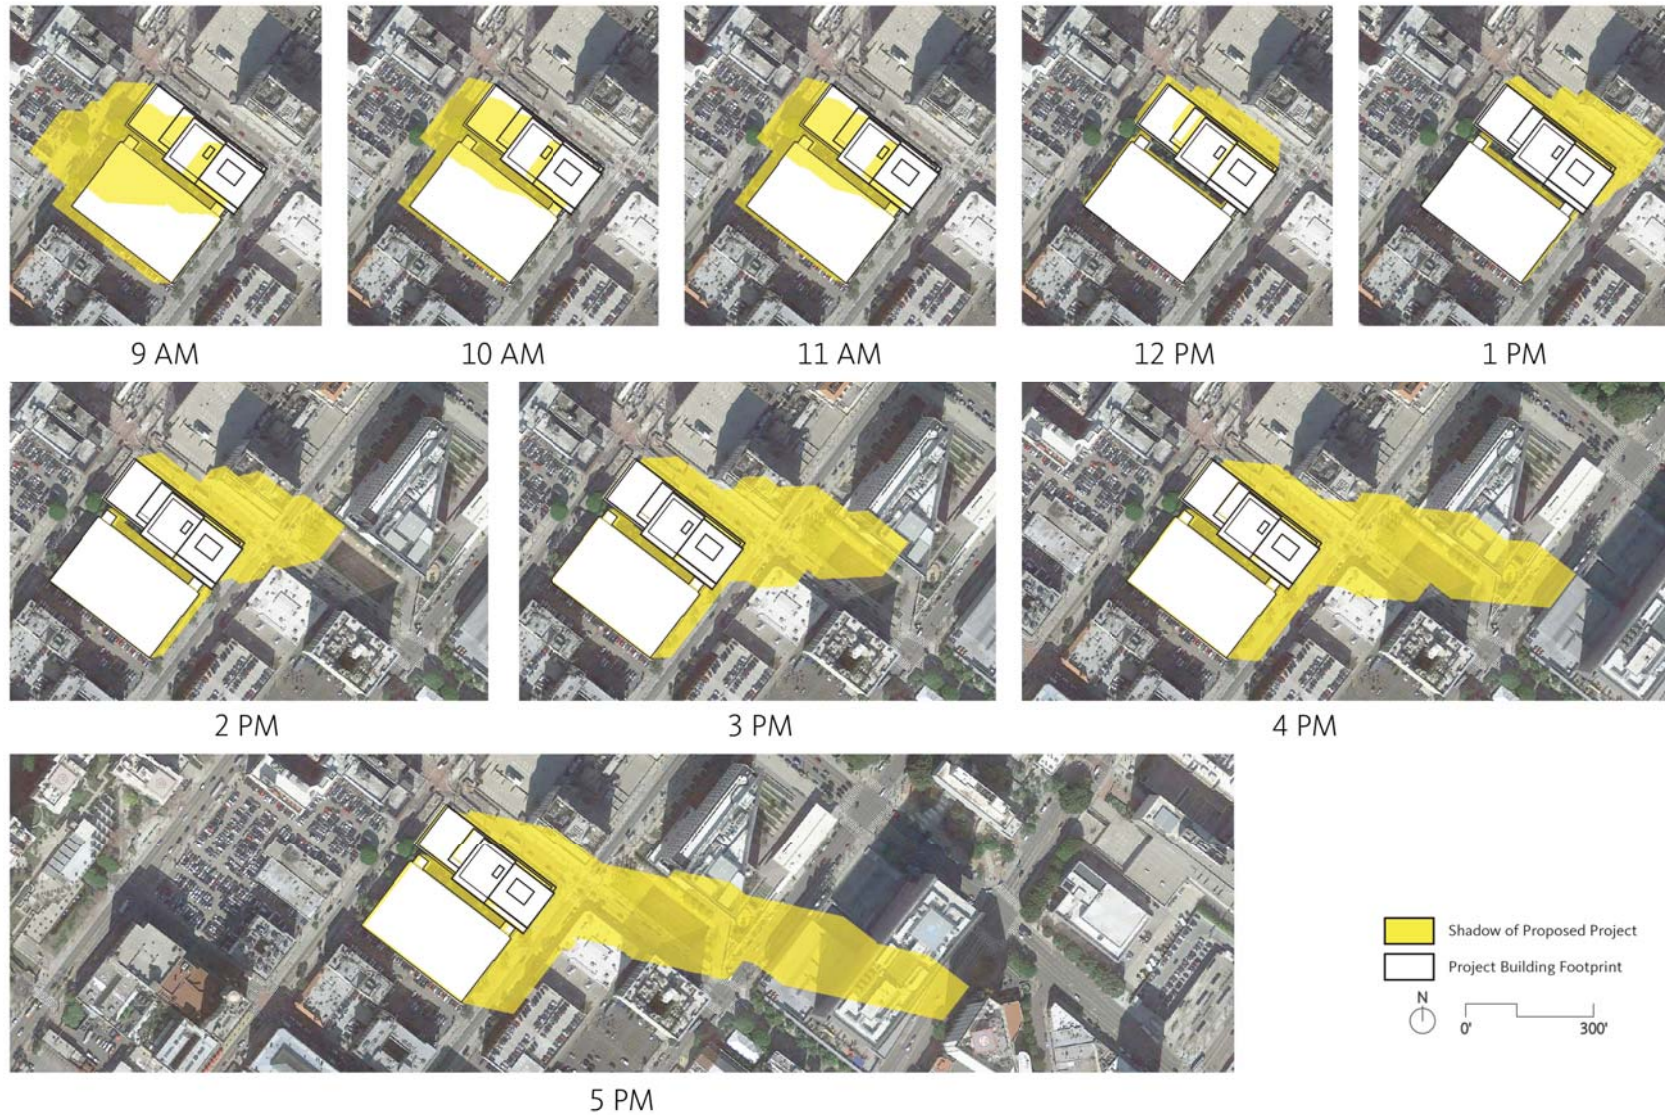 9 AM
10 AM
11 AM
12 PM
1 PM
2 PM
3 PM
4 PM
5 PM
Shadow of Proposed Project
Project Building Footprint
N
0' 300'